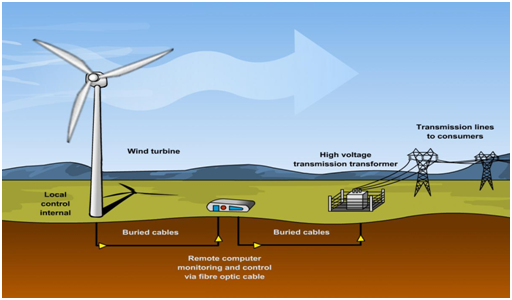 Transmission lines
to consumers
Wind turbine
High voltage
transmission transformer
Local
control
internal
Buried cables
Buried cables
Remote computer
monitoring and control
via fibre optic cable